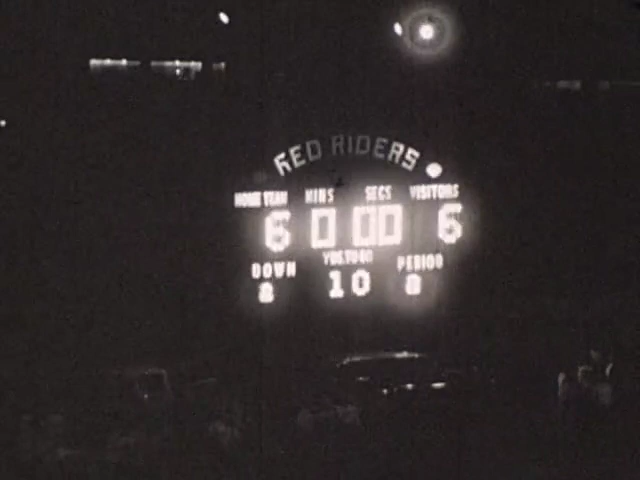 RED RIDERS
HOME TEAM MINS SECS VISITORS
6 0 00 6
DOWN YDS.TO GO PERIOD
10